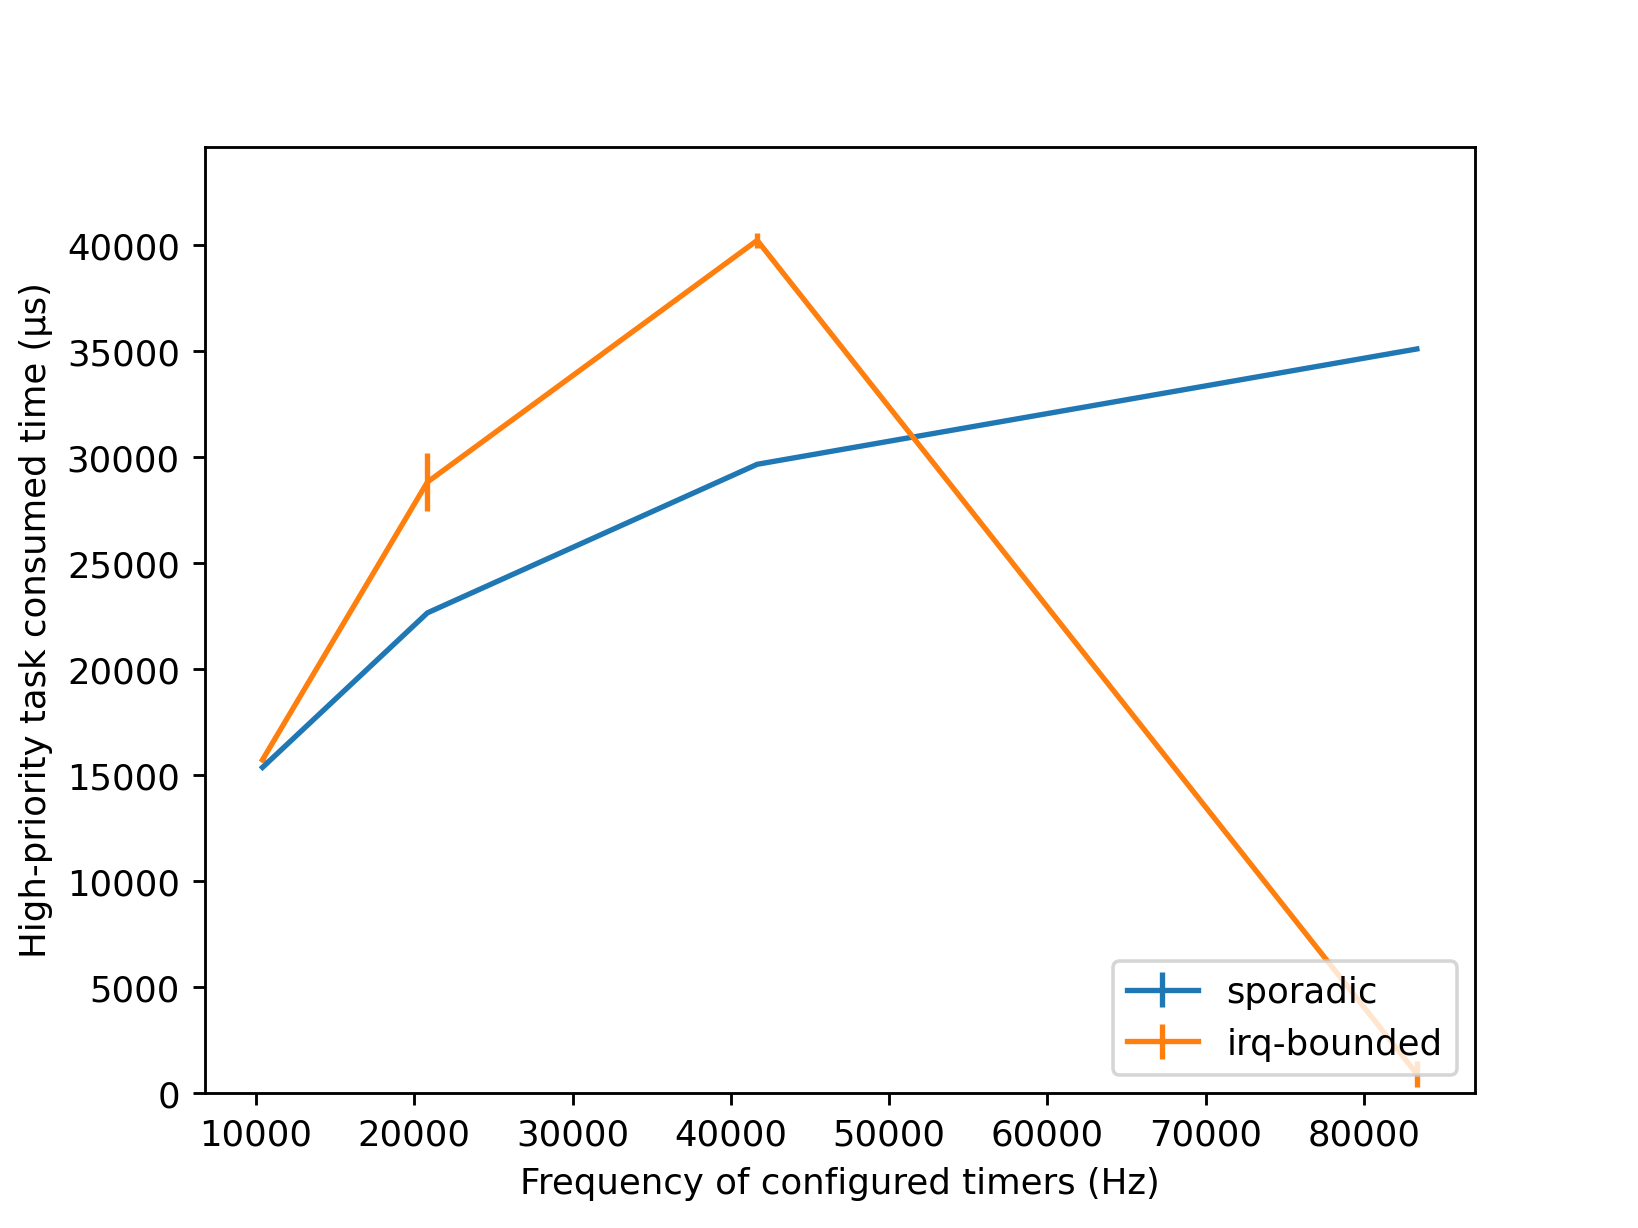 High-priority task consumed time (µs)
40000
35000
30000
25000
20000
15000
10000
5000
0
10000 20000 30000 40000 50000 60000 70000 80000
Frequency of configured timers (Hz)
sporadic
irq-bounded